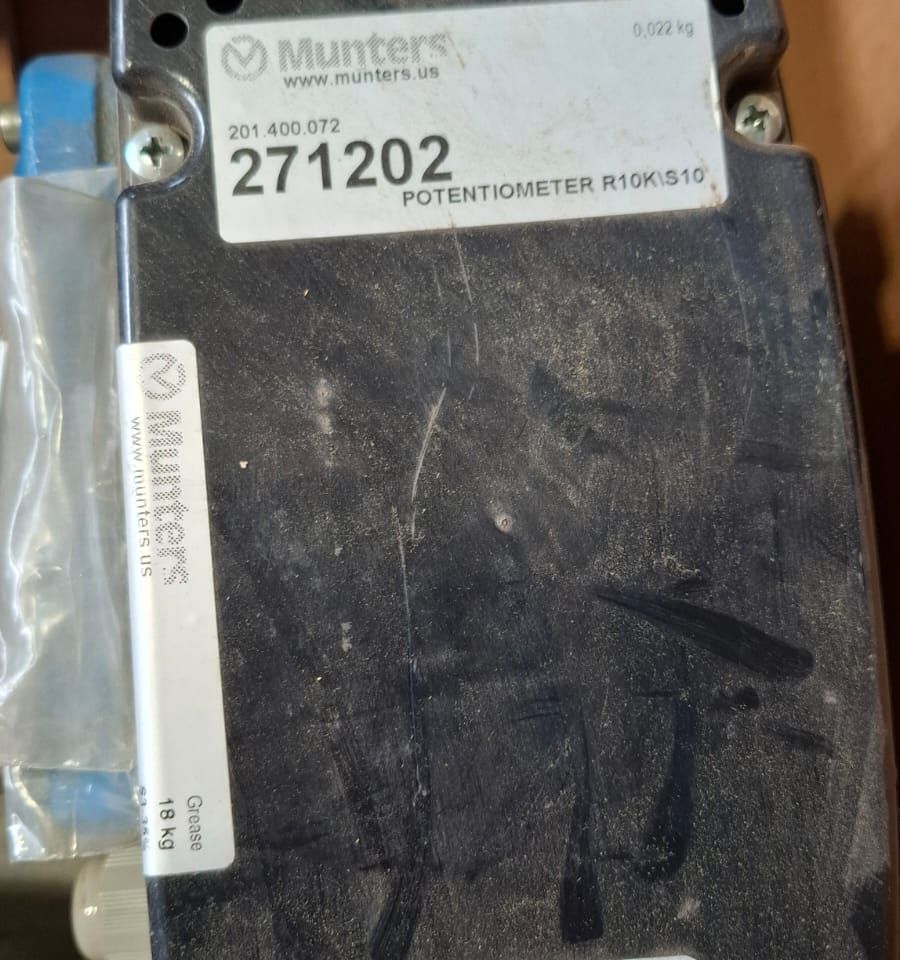 Munters
0,022 kg
www.munters.us
201.400.072
271202
POTENTIOMETER R10K\S10
Munters
www.munters.us
Grease
18 kg